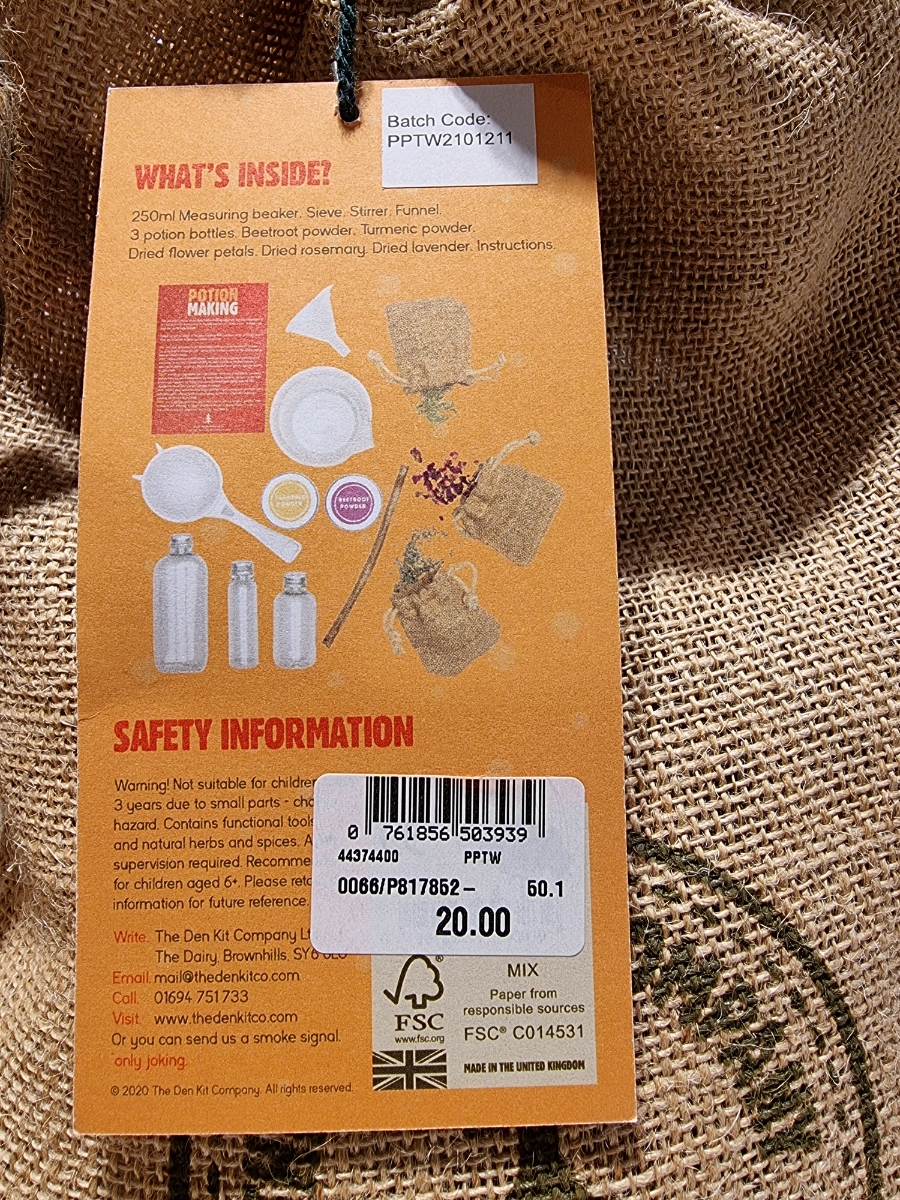 Batch Code:
PPTW2101211
WHAT'S INSIDE?
250ml Measuring beaker. Sieve. Stirrer. Funnel.
3 potion bottles. Beetroot powder. Turmeric powder.
Dried flower petals. Dried rosemary. Dried lavender. Instructions.
POTION
MAKING
TURMERIC
POWDER
BEETROOT
POWDER
SAFETY INFORMATION
Warning! Not suitable for childre
3 years due to small parts - cho
hazard. Contains functional tools
and natural herbs and spices. A
supervision required. Recomme
for children aged 6+. Please reta
information for future reference.
0 761856 503939
44374400 PPTW
0066/P817852- 50.1
20.00
Write. The Den Kit Company Lt
The Dairy, Brownhills, SY6
Email. mail@thedenkitco.com
Call. 01694 751 733
Visit. www.thedenkitco.com
Or you can send us a smoke signal.
only joking.
© 2020 The Den Kit Company. All rights reserved.
®
FSC
www.fsc.org
MIX
Paper from
responsible sources
FSC® C014531
MADE IN THE UNITED KINGDOM